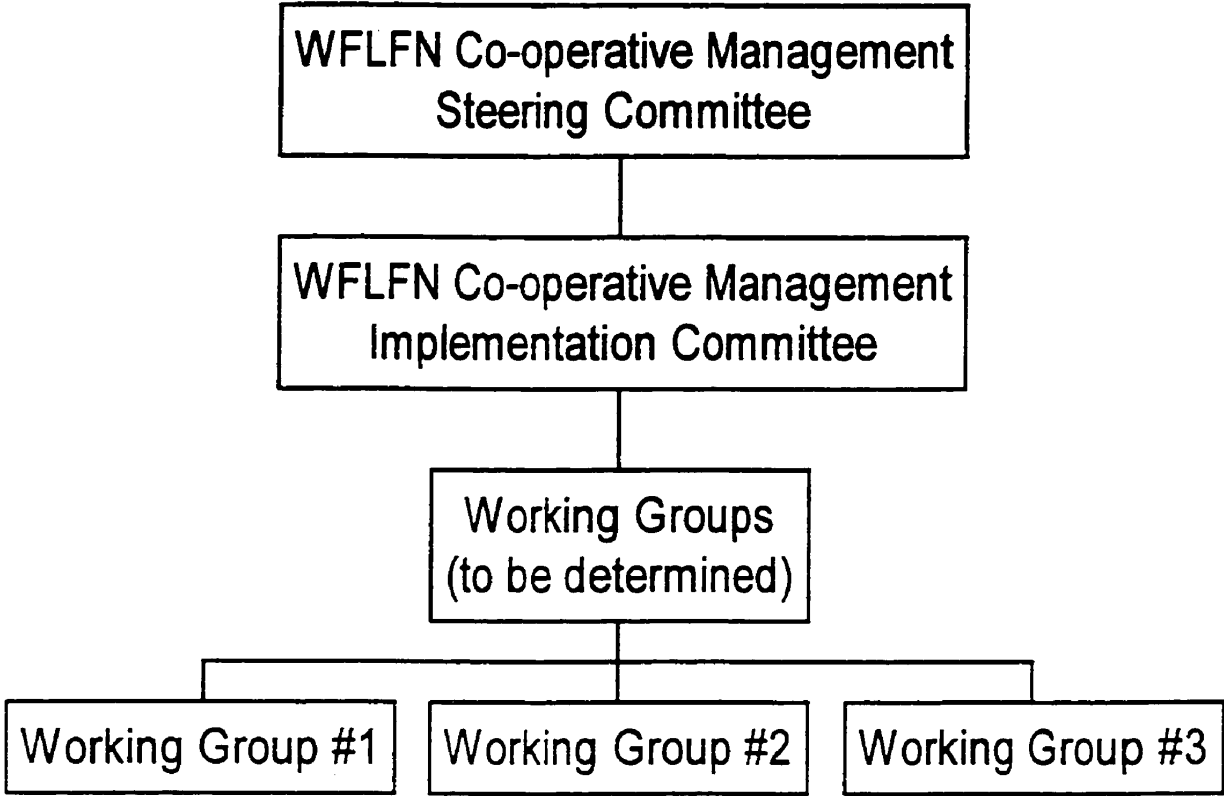 WFLFN Co-operative Management
Steering Committee
WFLFN Co-operative Management
Implementation Committee
Working Groups
(to be determined)
Working Group #1
Working Group #2
Working Group #3